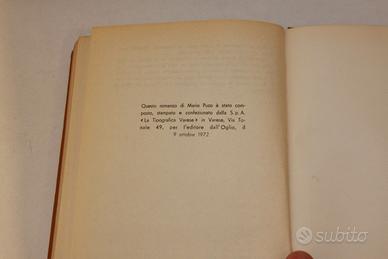 Questo romanzo di Mario Puzo è stato com-
posto, stampato e confezionato dalla S.p.A.
«La Tipografica Varese» in Varese, Via To-
nale 49, per l'editore dall'Oglio, il
9 ottobre 1972
subito